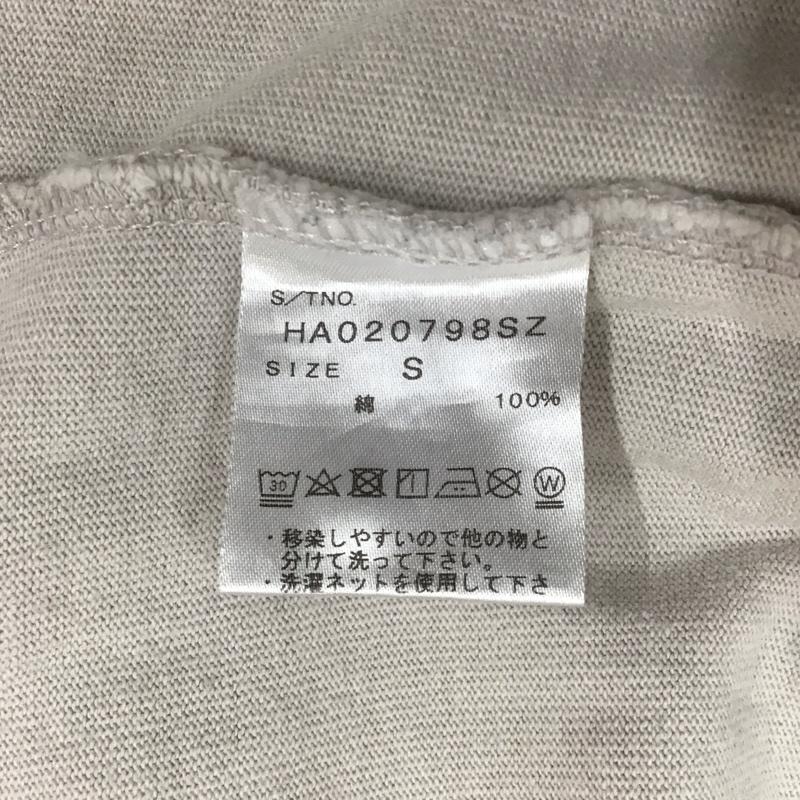 S/TNO.
HA020798SZ
SIZE S
綿 100%
30 W
・移染しやすいので他の物と
分けて洗って下さい。
・洗濯ネットを使用して下さ